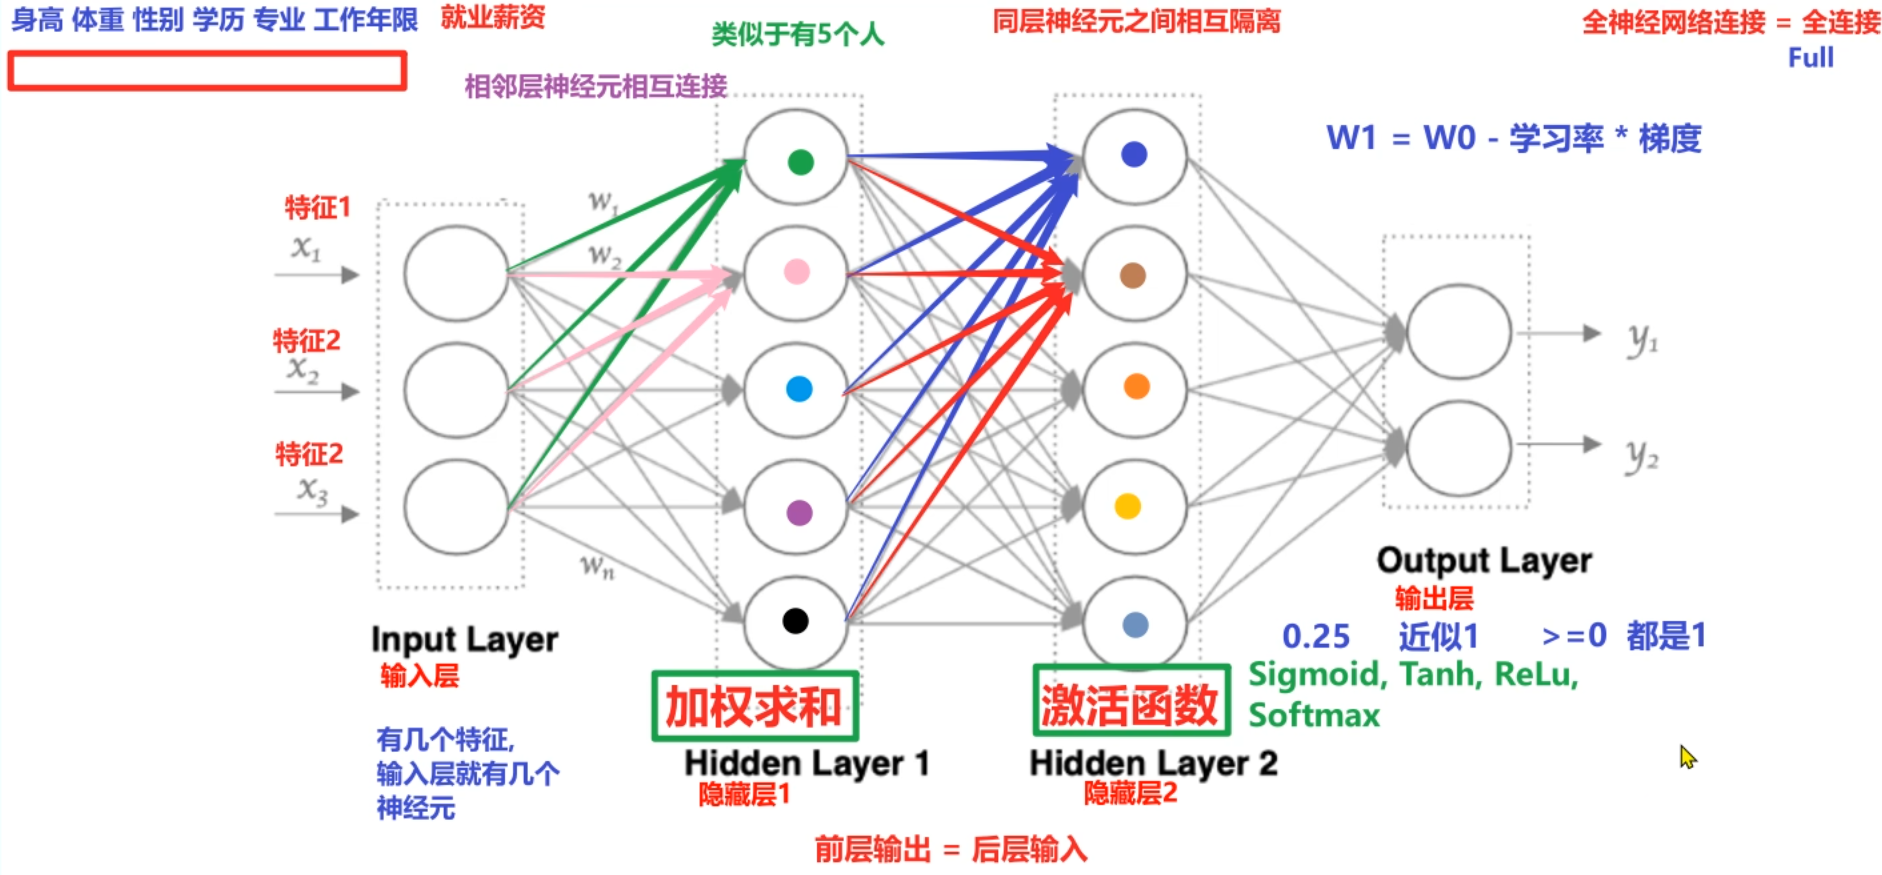 身高 体重 性别 学历 专业 工作年限 就业薪资
类似于有5个人
同层神经元之间相互隔离
全神经网络连接 = 全连接
Full
相邻层神经元相互连接
W1 = W0 - 学习率 * 梯度
特征1
x₁
w₁
w₂
特征2
x₂
y₁
特征2
x₃
y₂
wₙ
Output Layer
输出层
0.25 近似1 >=0 都是1
Input Layer
输入层
加权求和
激活函数
Sigmoid, Tanh, ReLu,
Softmax
有几个特征,
输入层就有几个
神经元
Hidden Layer 1
隐藏层1
Hidden Layer 2
隐藏层2
前层输出 = 后层输入